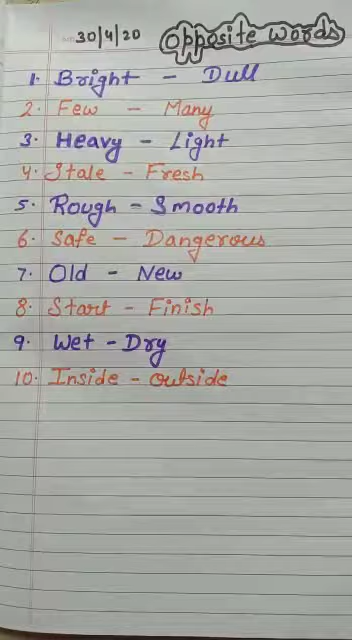 30/4/20 Opposite words
1. Bright - Dull
2. Few - Many
3. Heavy - Light
4. Stale - Fresh
5. Rough - Smooth
6. Safe - Dangerous
7. Old - New
8. Start - Finish
9. Wet - Dry
10. Inside - outside